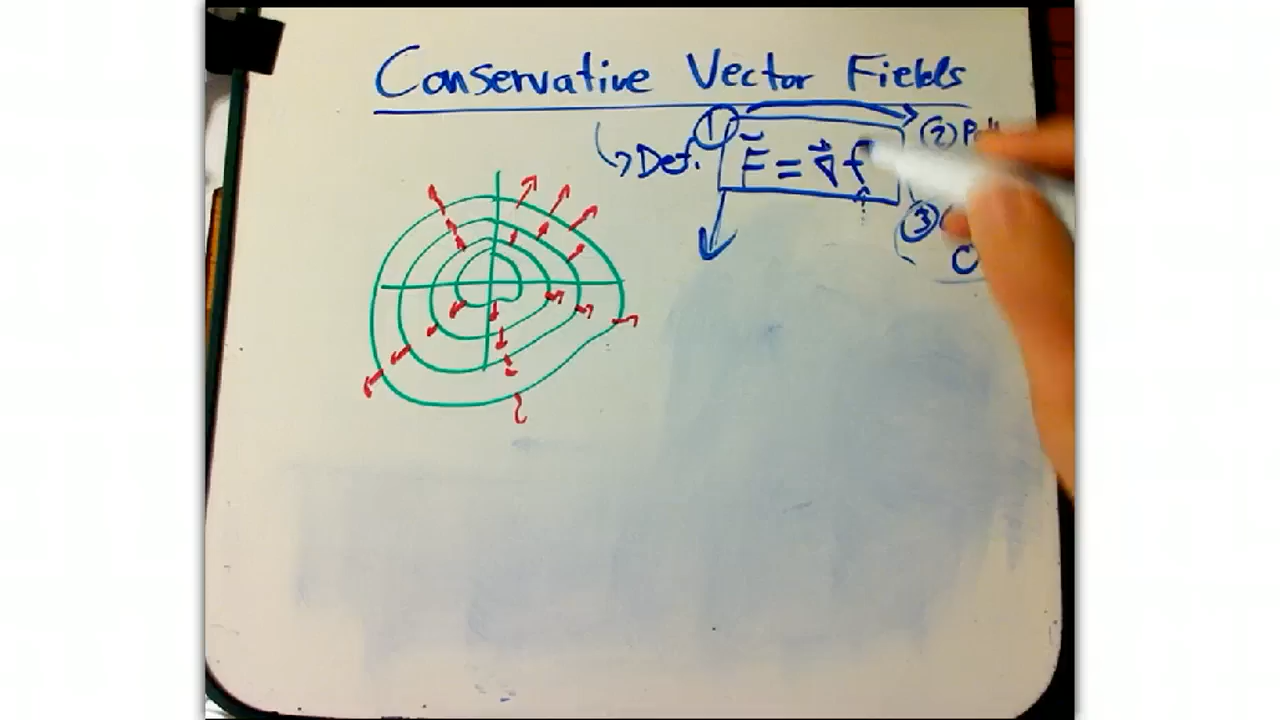 Conservative Vector Fields
Def. ① F⃗ = ∇⃗f
②
③